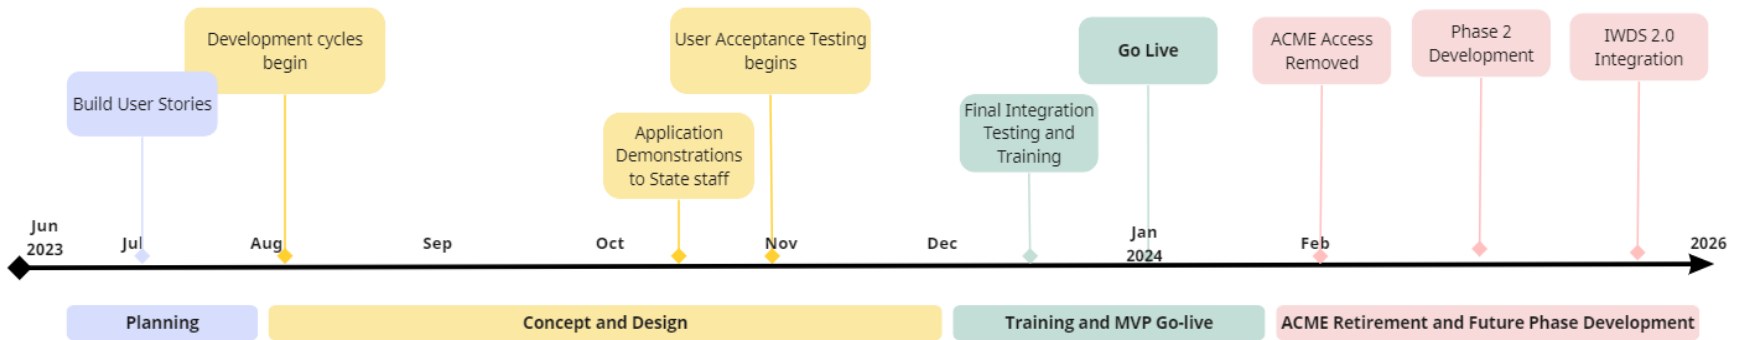 Development cycles
begin
User Acceptance Testing
begins
Go Live
ACME Access
Removed
Phase 2
Development
IWDS 2.0
Integration
Build User Stories
Application
Demonstrations
to State staff
Final Integration
Testing and
Training
Jun
2023
Jul
Aug
Sep
Oct
Nov
Dec
Jan
2024
Feb
2026
Planning
Concept and Design
Training and MVP Go-live
ACME Retirement and Future Phase Development